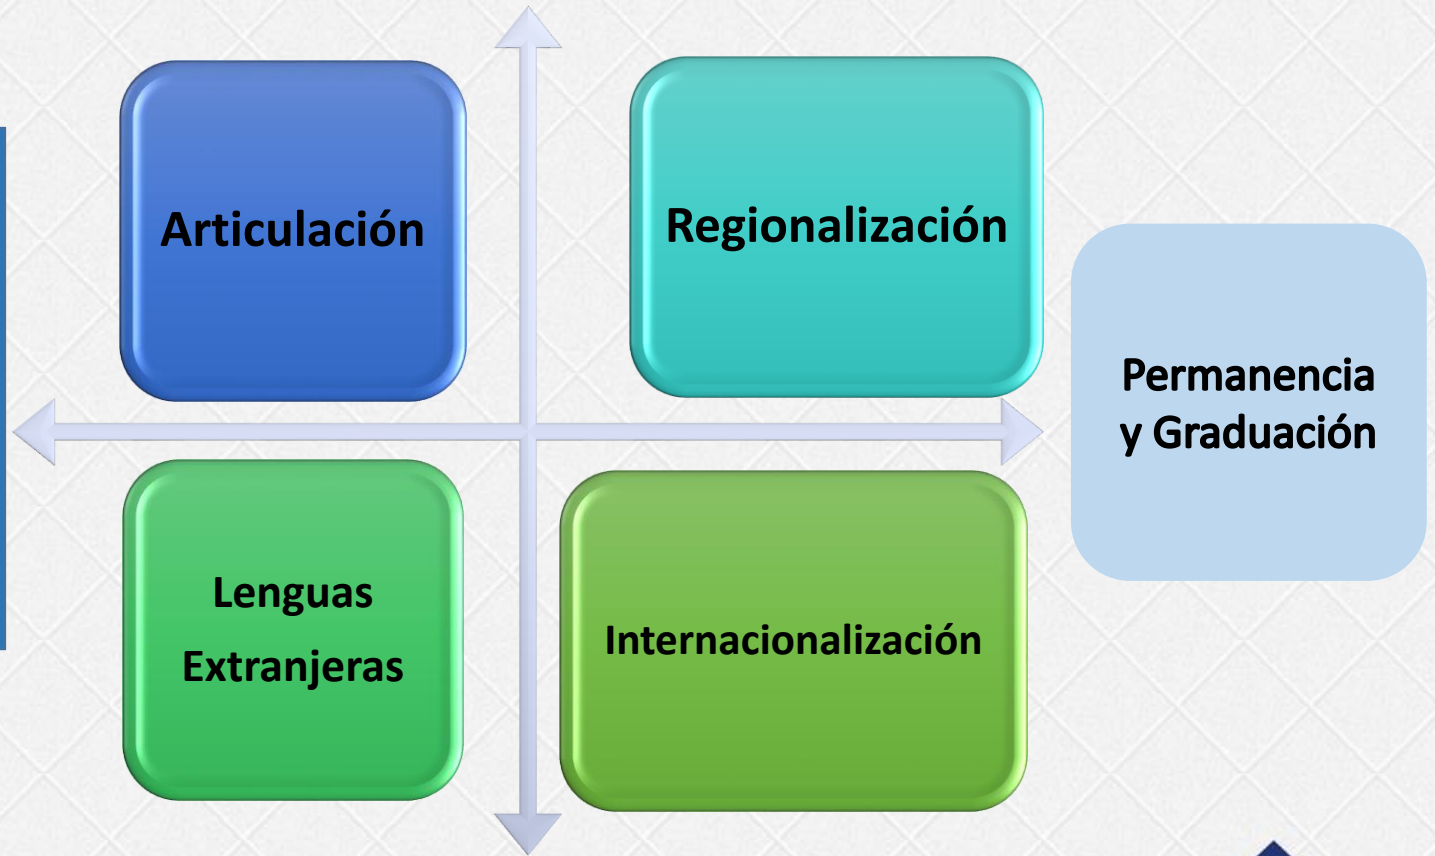 Articulación
Regionalización
Permanencia
y Graduación
Lenguas
Extranjeras
Internacionalización